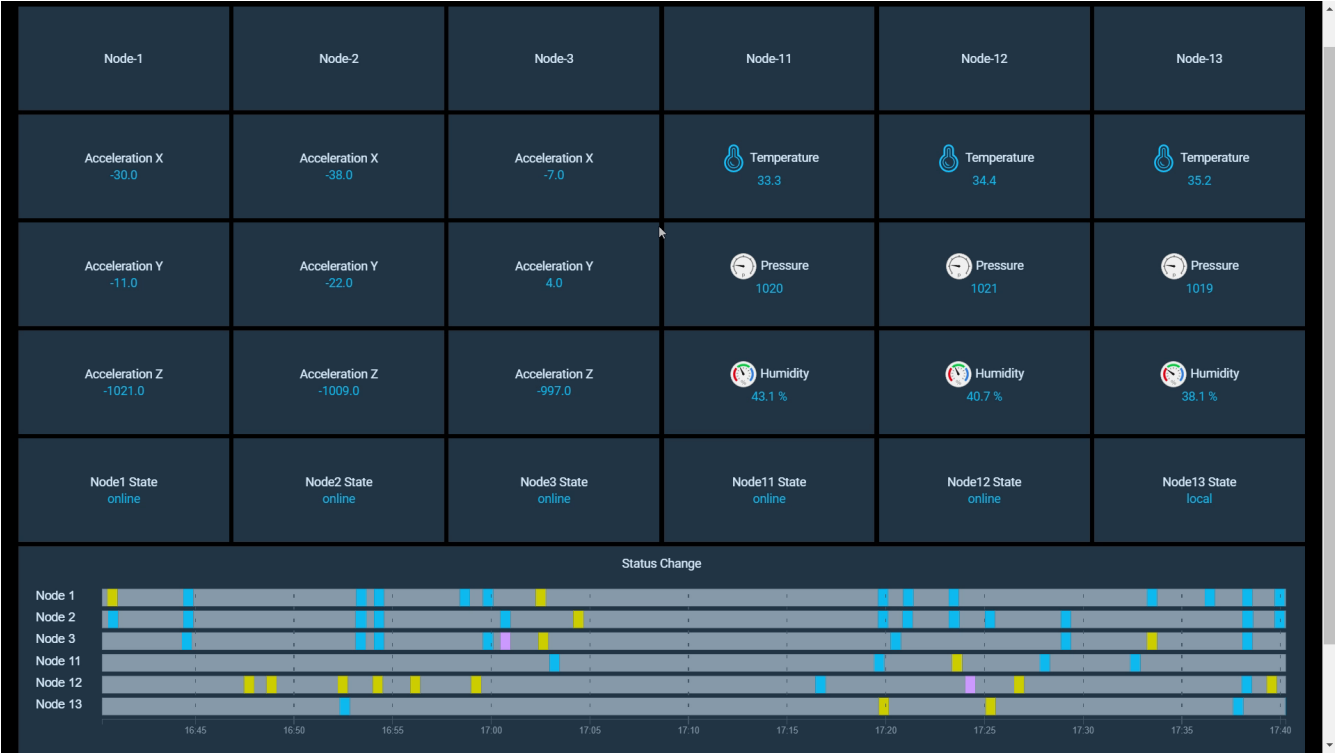 Node-1 Node-2 Node-3 Node-11 Node-12 Node-13
Acceleration X Acceleration X Acceleration X Temperature Temperature Temperature
-30.0 -38.0 -7.0 33.3 34.4 35.2
Acceleration Y Acceleration Y Acceleration Y Pressure Pressure Pressure
-11.0 -22.0 4.0 1020 1021 1019
Acceleration Z Acceleration Z Acceleration Z Humidity Humidity Humidity
-1021.0 -1009.0 -997.0 43.1 % 40.7 % 38.1 %
Node1 State Node2 State Node3 State Node11 State Node12 State Node13 State
online online online online online local
Status Change
Node 1
Node 2
Node 3
Node 11
Node 12
Node 13
16:45 16:50 16:55 17:00 17:05 17:10 17:15 17:20 17:25 17:30 17:35 17:40